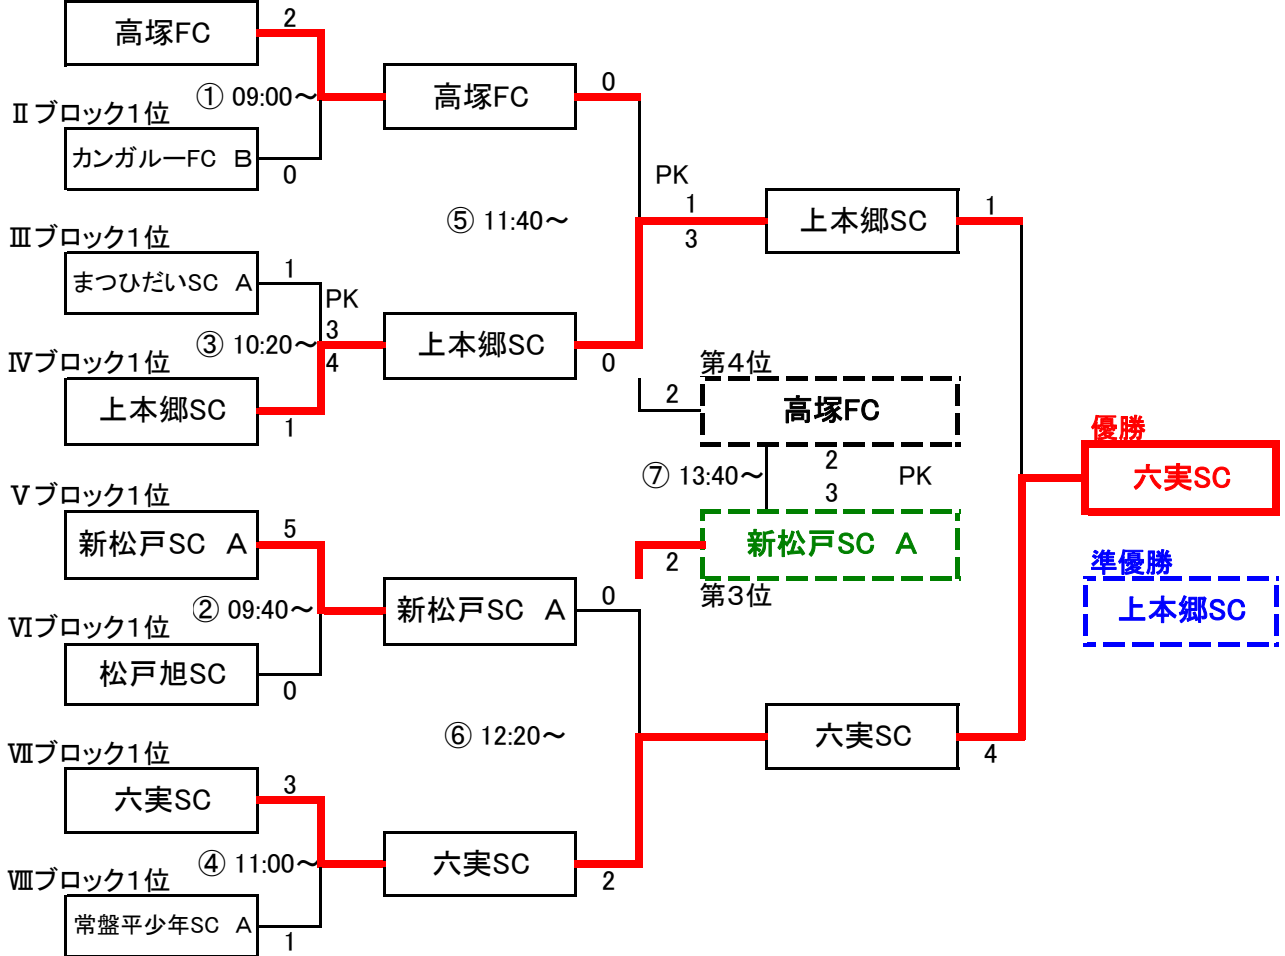 高塚FC
2
① 09:00～
高塚FC
0
Ⅱブロック1位
カンガルーFC B
0
PK
1
3
⑤ 11:40～
上本郷SC
1
Ⅲブロック1位
まつひだいSC A
1
PK
3
4
③ 10:20～
上本郷SC
0
Ⅳブロック1位
上本郷SC
1
第4位
2
高塚FC
⑦ 13:40～
2
3
PK
新松戸SC A
2
第3位
優勝
六実SC
準優勝
上本郷SC
Ⅴブロック1位
新松戸SC A
5
② 09:40～
新松戸SC A
0
Ⅵブロック1位
松戸旭SC
0
⑥ 12:20～
六実SC
4
Ⅶブロック1位
六実SC
3
④ 11:00～
六実SC
2
Ⅷブロック1位
常盤平少年SC A
1